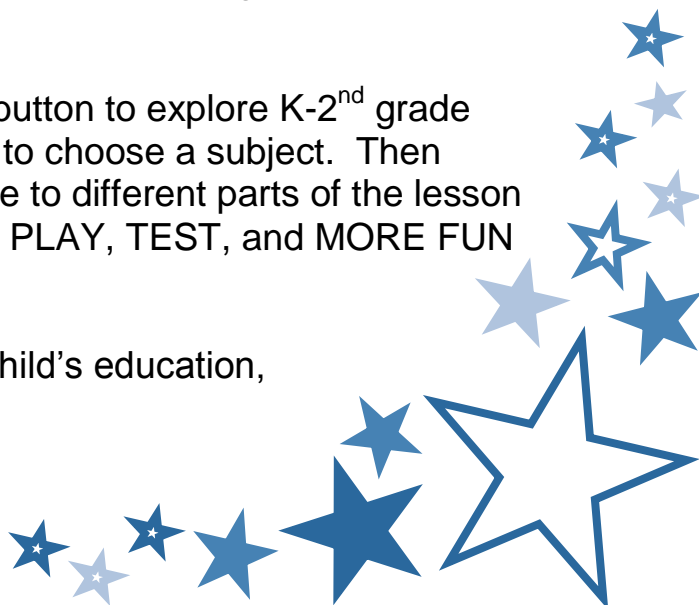 button to explore K-2nd grade
to choose a subject. Then
e to different parts of the lesson
PLAY, TEST, and MORE FUN
hild's education,